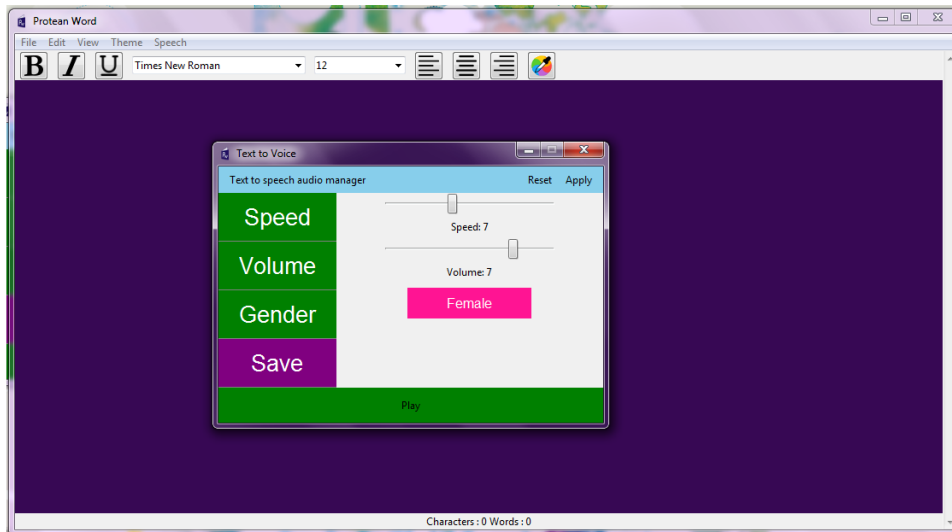 Protean Word
File Edit View Theme Speech
B I U Times New Roman 12
Text to Voice
Text to speech audio manager Reset Apply
Speed
Speed: 7
Volume
Volume: 7
Gender
Female
Save
Play
Characters : 0 Words : 0